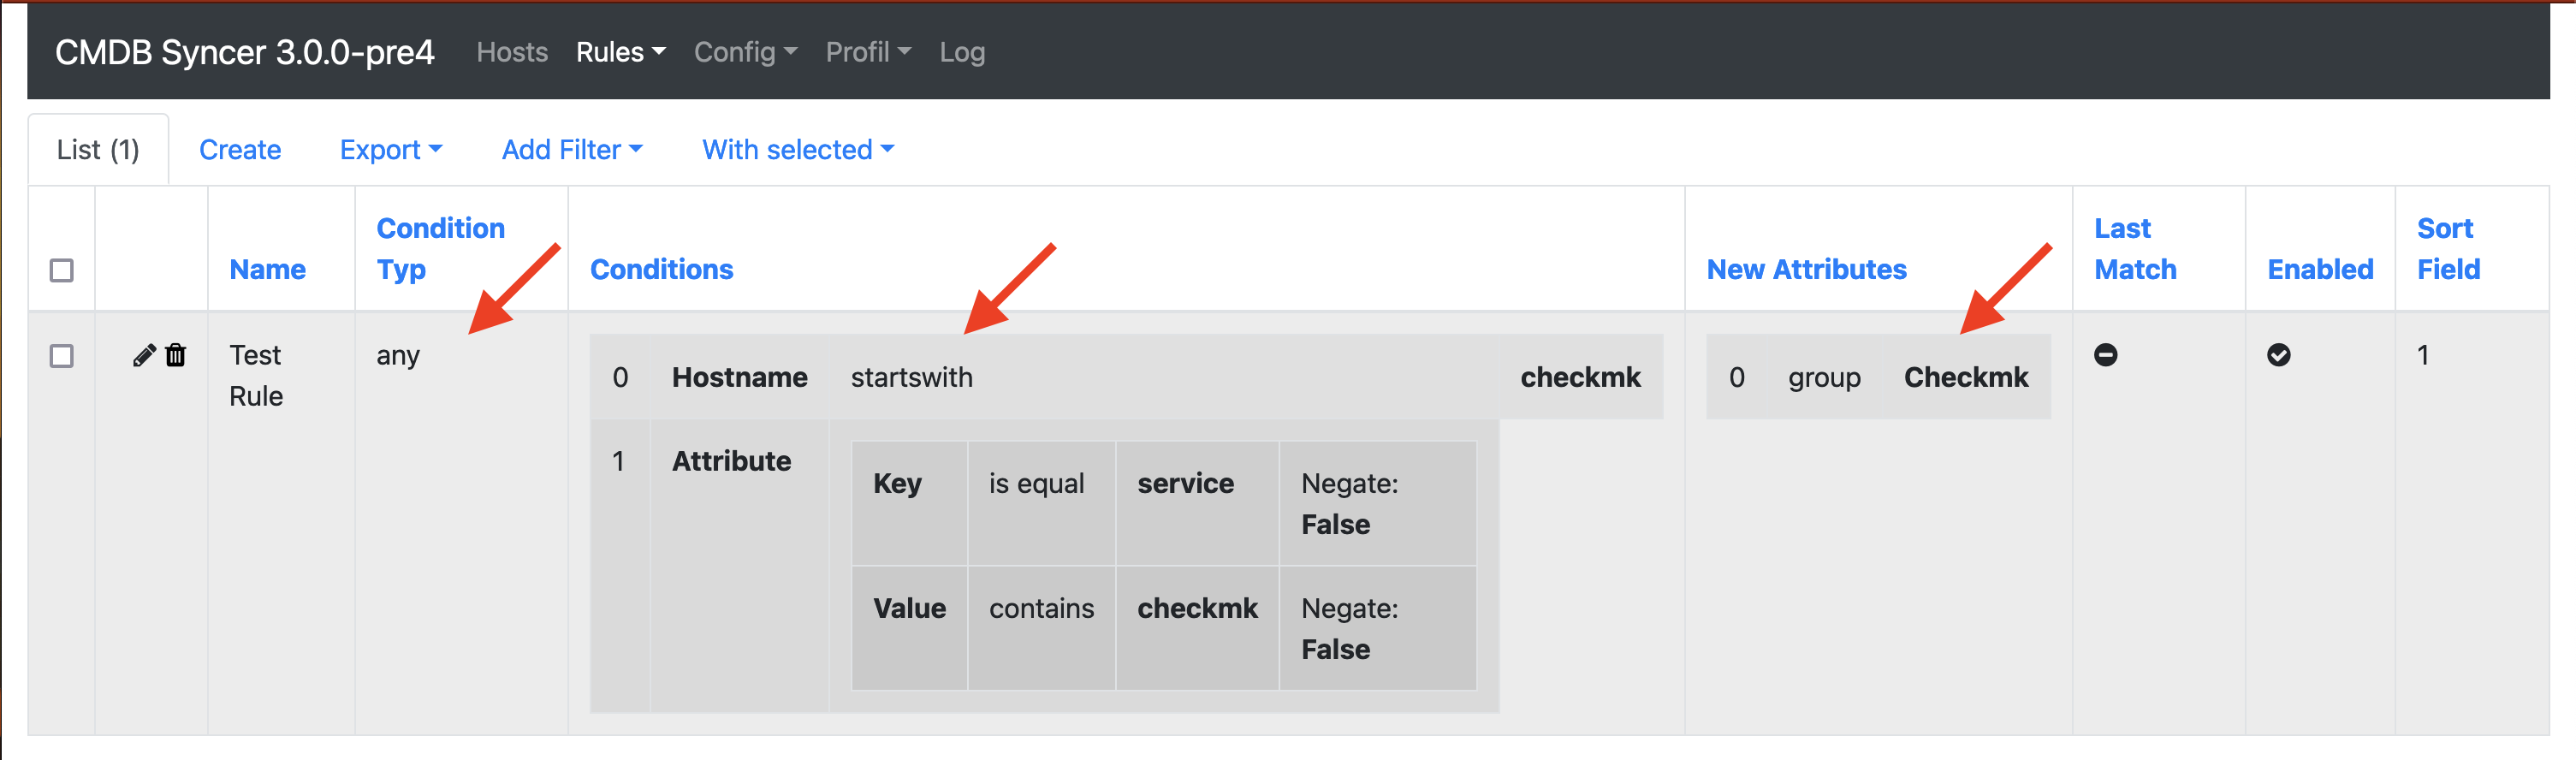 CMDB Syncer 3.0.0-pre4 Hosts Rules Config Profil Log
List (1) Create Export Add Filter With selected
Name
Condition
Typ
Conditions
New Attributes
Last
Match
Enabled
Sort
Field
Test
Rule
any
0 Hostname startswith checkmk
1 Attribute
Key is equal service Negate:
False
Value contains checkmk Negate:
False
0 group Checkmk
1